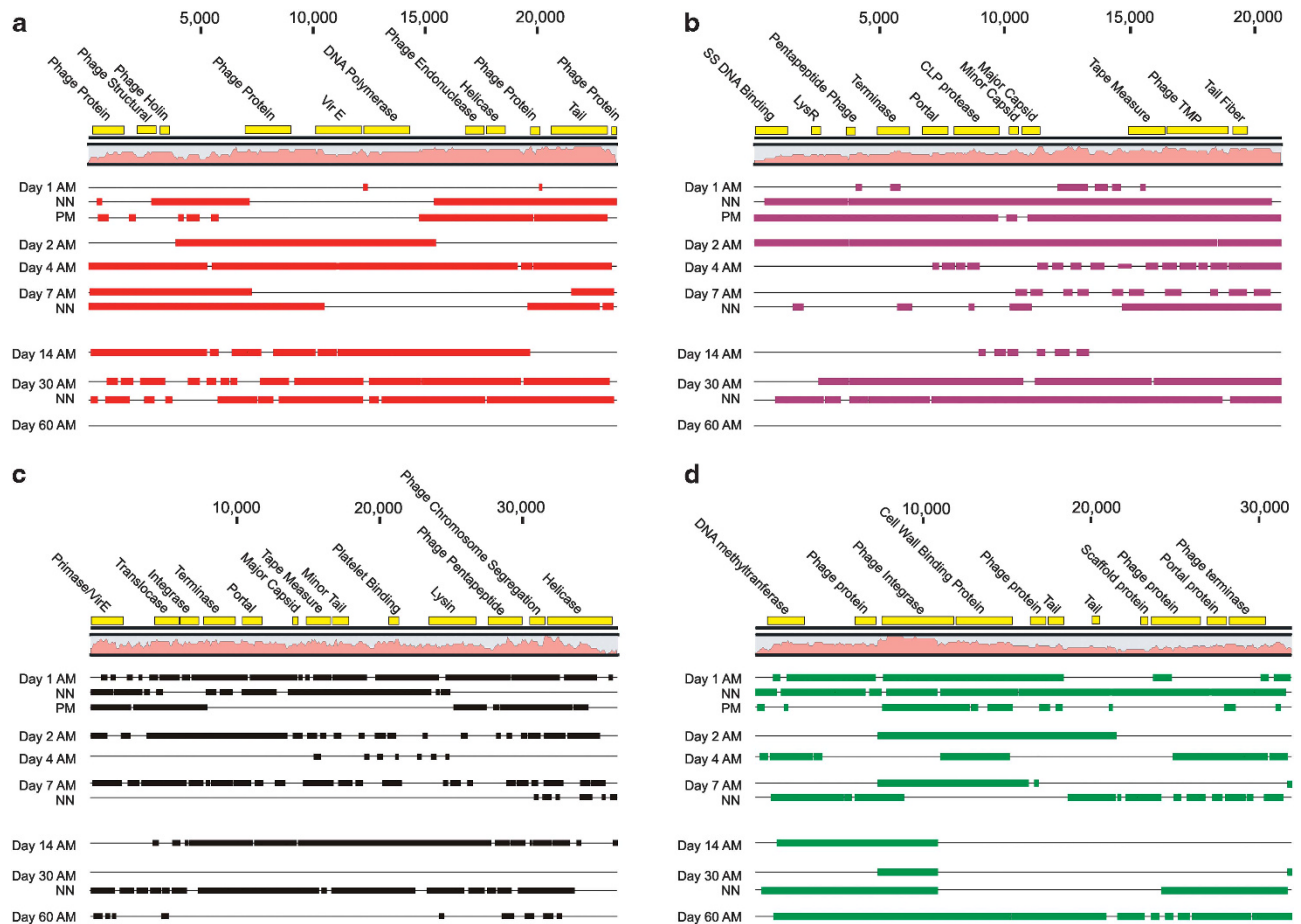 a
5,000 10,000 15,000 20,000
Phage Protein
Phage Structural
Phage Holin
Phage Protein
Vir E
DNA Polymerase
Phage Endonuclease
Helicase
Phage Protein
Tail
Phage Protein
Day 1 AM
NN
PM
Day 2 AM
Day 4 AM
Day 7 AM
NN
Day 14 AM
Day 30 AM
NN
Day 60 AM
b
5,000 10,000 15,000 20,000
SS DNA Binding
LysR
Pentapeptide Phage
Terminase
Portal
CLP protease
Minor Capsid
Major Capsid
Tape Measure
Phage TMP
Tail Fiber
Day 1 AM
NN
PM
Day 2 AM
Day 4 AM
Day 7 AM
NN
Day 14 AM
Day 30 AM
NN
Day 60 AM
c
10,000 20,000 30,000
Primase/VirE
Translocase
Integrase
Terminase
Portal
Major Capsid
Tape Measure
Minor Tail
Platelet Binding
Lysin
Phage Pentapeptide
Phage Chromosome Segregation
Helicase
Day 1 AM
NN
PM
Day 2 AM
Day 4 AM
Day 7 AM
NN
Day 14 AM
Day 30 AM
NN
Day 60 AM
d
10,000 20,000 30,000
DNA methyltranferase
Phage protein
Phage Integrase
Cell Wall Binding Protein
Phage protein
Tail
Tail
Scaffold protein
Phage protein
Portal protein
Phage terminase
Day 1 AM
NN
PM
Day 2 AM
Day 4 AM
Day 7 AM
NN
Day 14 AM
Day 30 AM
NN
Day 60 AM